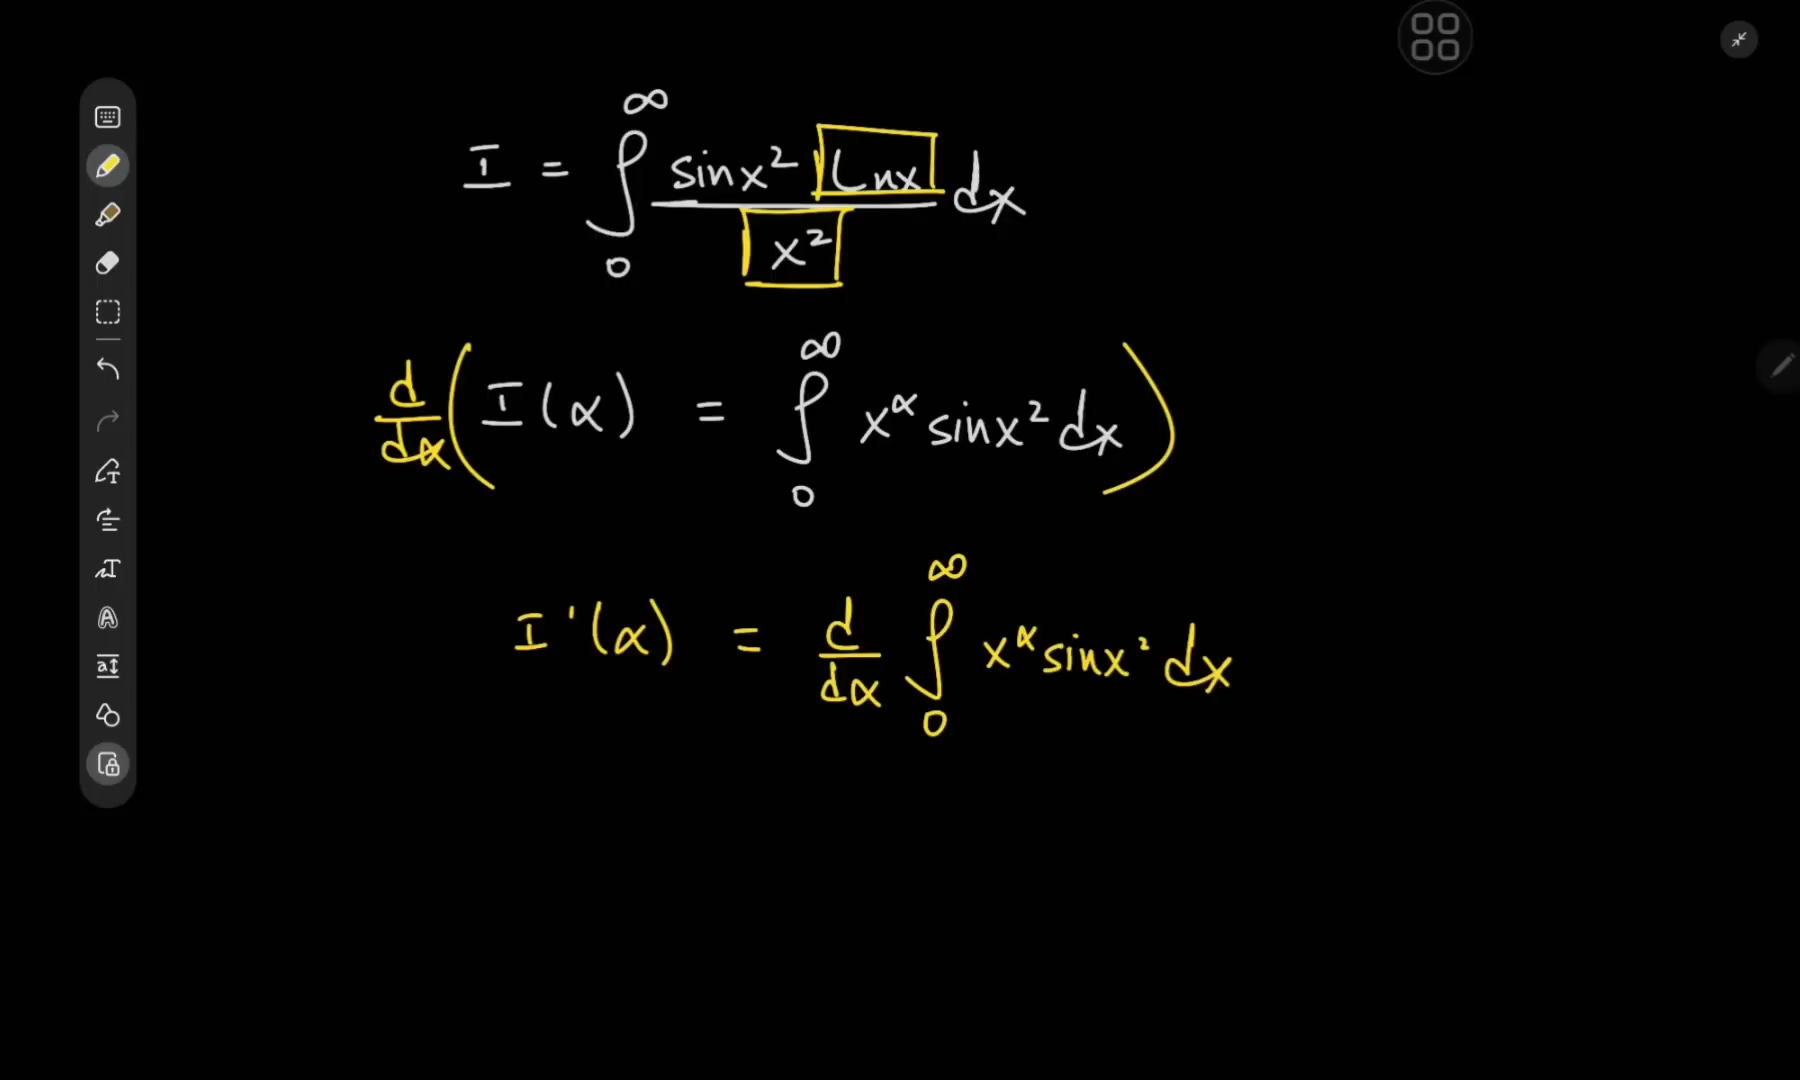 I = ∫₀^∞ sinx² Lnx / x² dx
d/dα ( I(α) = ∫₀^∞ x^α sinx² dx )
I'(α) = d/dα ∫₀^∞ x^α sinx² dx